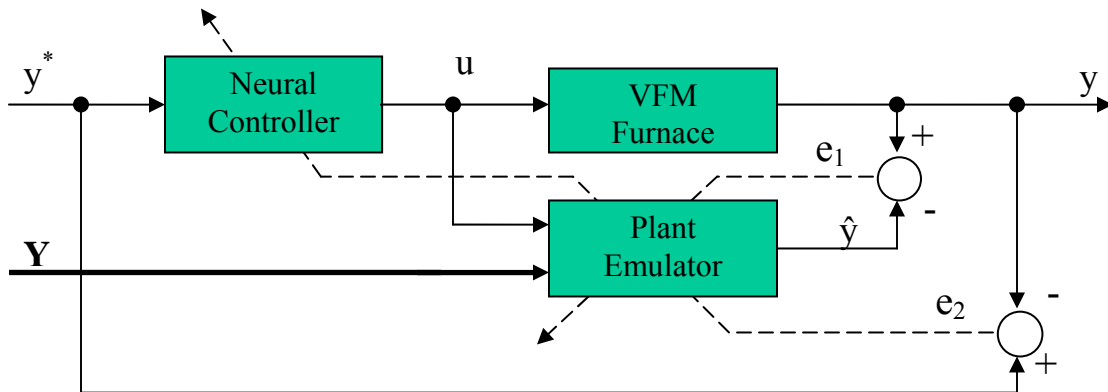 y*
Neural
Controller
u
VFM
Furnace
y
e₁
+
-
Y
Plant
Emulator
ŷ
e₂
-
+